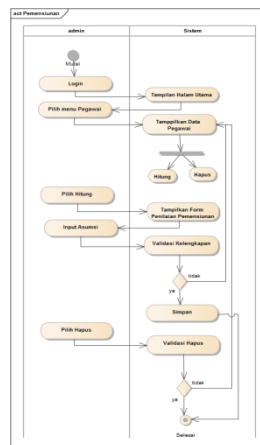 act Pemensiunan
admin
Sistem
Mulai
Login
Tampilan Halam Utama
Pilih menu Pegawai
Tamppilkan Data
Pegawai
Hitung
Hapus
Pilih Hitung
Tampilkan Form
Penilaian Pemensiunan
Input Asumsi
Validasi Kelengkapan
tidak
ya
Simpan
Pilih Hapus
Validasi Hapus
tidak
ya
Selesai